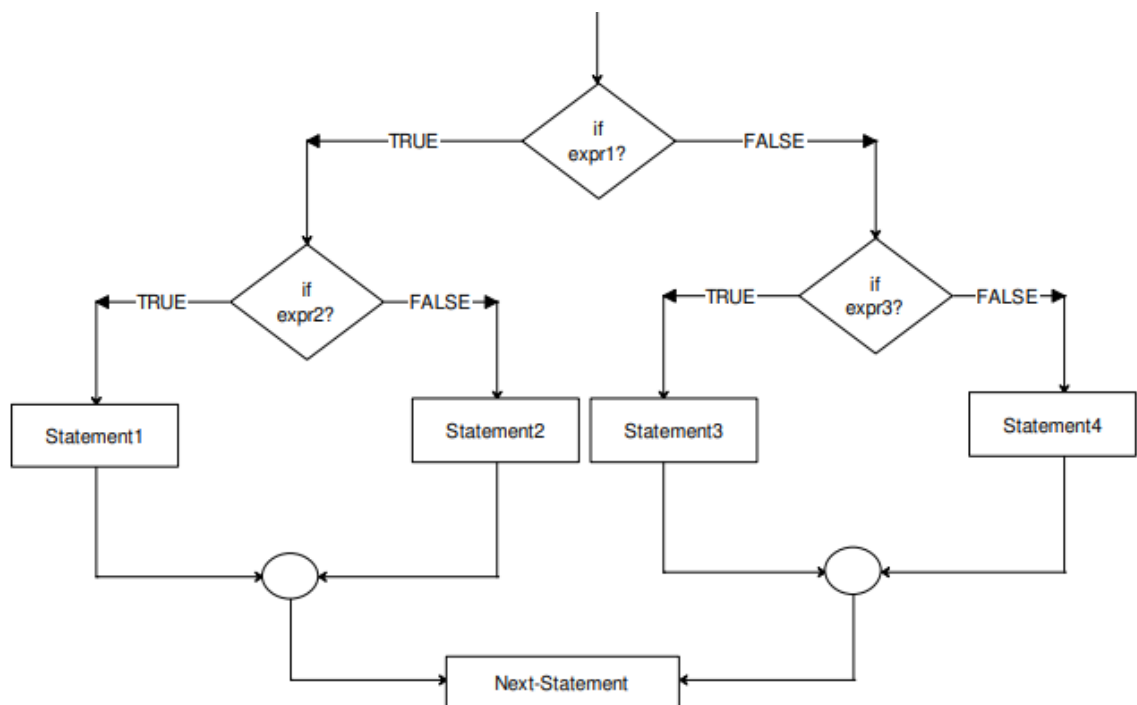 if
expr1?
TRUE
FALSE
if
expr2?
TRUE
FALSE
if
expr3?
TRUE
FALSE
Statement1
Statement2
Statement3
Statement4
Next-Statement